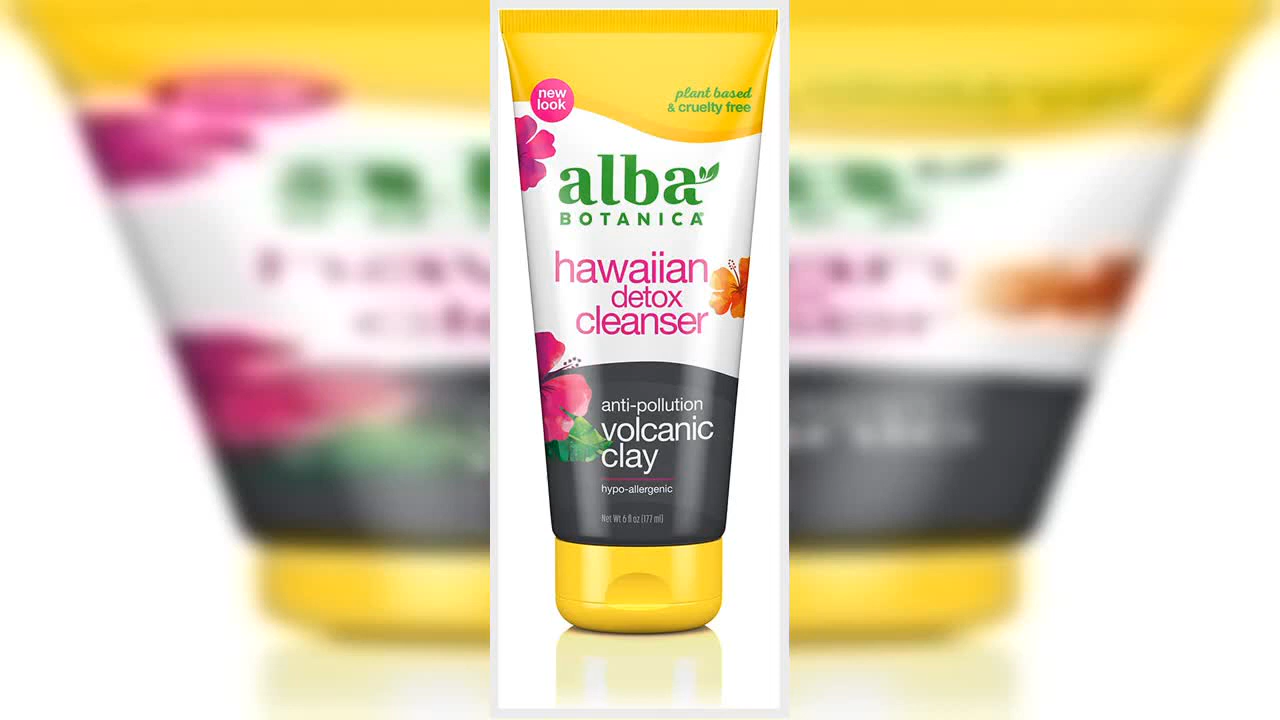 new
look
plant based
& cruelty free
alba
BOTANICA
hawaiian
detox
cleanser
anti-pollution
volcanic
clay
hypo-allergenic
Net Wt 6 fl oz (177 ml)